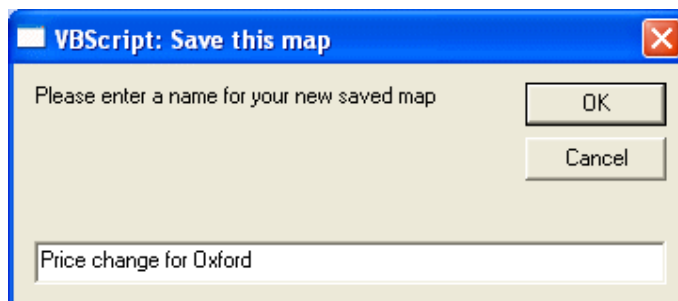 VBScript: Save this map
Please enter a name for your new saved map
OK
Cancel
Price change for Oxford